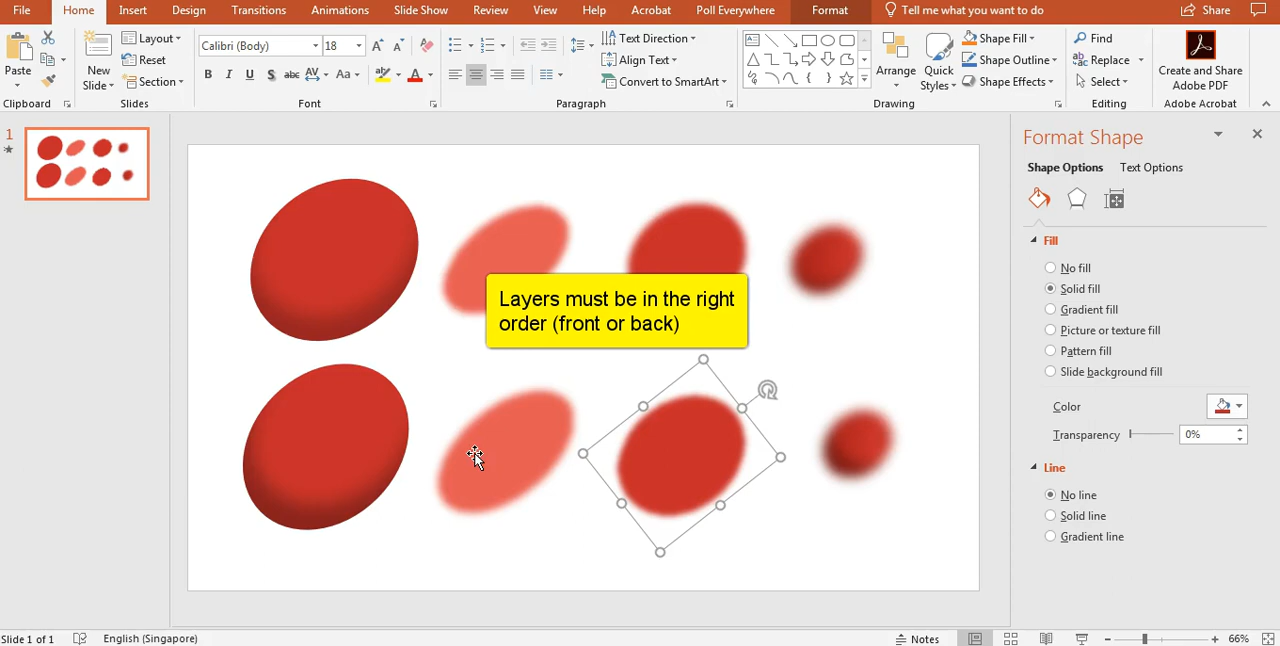 File Home Insert Design Transitions Animations Slide Show Review View Help Acrobat Poll Everywhere Format Tell me what you want to do Share
Paste
New
Slide
Layout
Reset
Section
Calibri (Body) 18
B I U S abc AV Aa A
Text Direction
Align Text
Convert to SmartArt
Arrange
Quick
Styles
Shape Fill
Shape Outline
Shape Effects
Find
Replace
Select
Create and Share
Adobe PDF
Clipboard Slides Font Paragraph Drawing Editing Adobe Acrobat
1
Layers must be in the right
order (front or back)
Format Shape
Shape Options Text Options
Fill
No fill
Solid fill
Gradient fill
Picture or texture fill
Pattern fill
Slide background fill
Color
Transparency 0%
Line
No line
Solid line
Gradient line
Slide 1 of 1 English (Singapore) Notes 66%